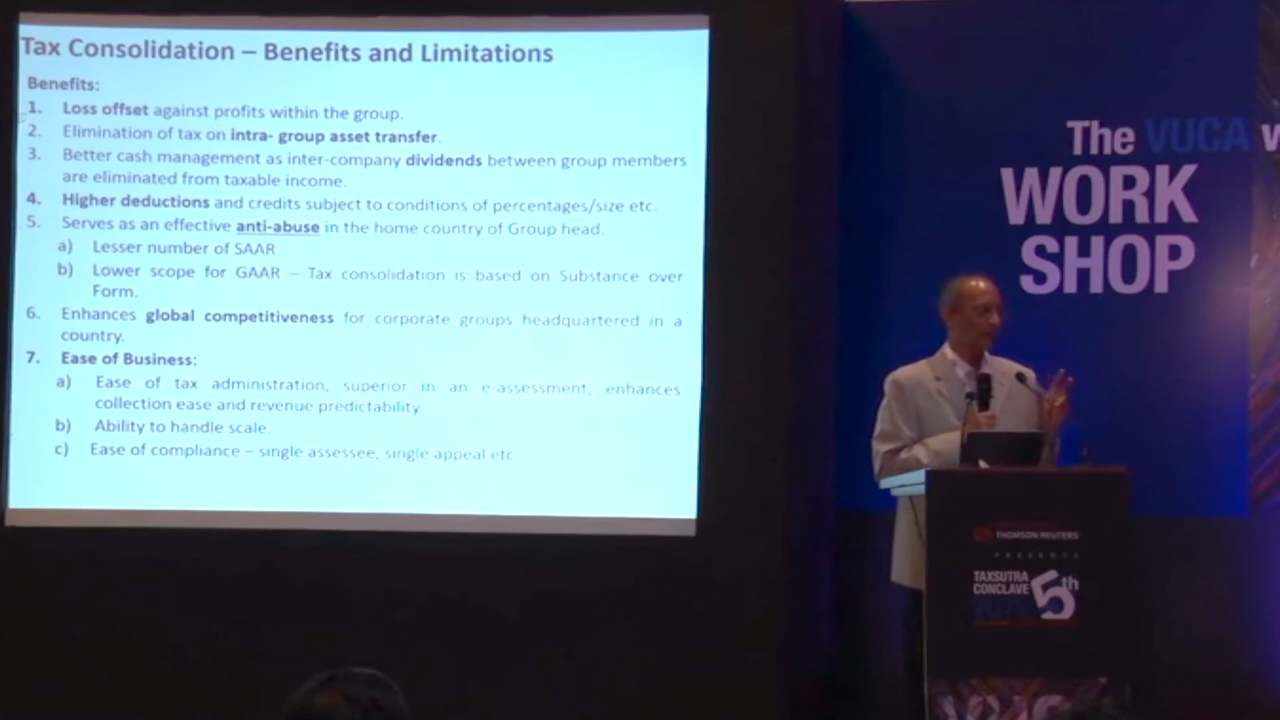 Tax Consolidation – Benefits and Limitations
Benefits:
1. Loss offset against profits within the group.
2. Elimination of tax on intra- group asset transfer.
3. Better cash management as inter-company dividends between group members
are eliminated from taxable income.
4. Higher deductions and credits subject to conditions of percentages/size etc.
5. Serves as an effective anti-abuse in the home country of Group head.
a) Lesser number of SAAR
b) Lower scope for GAAR – Tax consolidation is based on Substance over
Form.
6. Enhances global competitiveness for corporate groups headquartered in a
country.
7. Ease of Business:
a) Ease of tax administration, superior in an e-assessment, enhances
collection ease and revenue predictability
b) Ability to handle scale.
c) Ease of compliance – single assessee, single appeal etc
The VUCA
WORK
SHOP
THOMSON REUTERS
PRESENTS
TAXSUTRA
CONCLAVE
5th